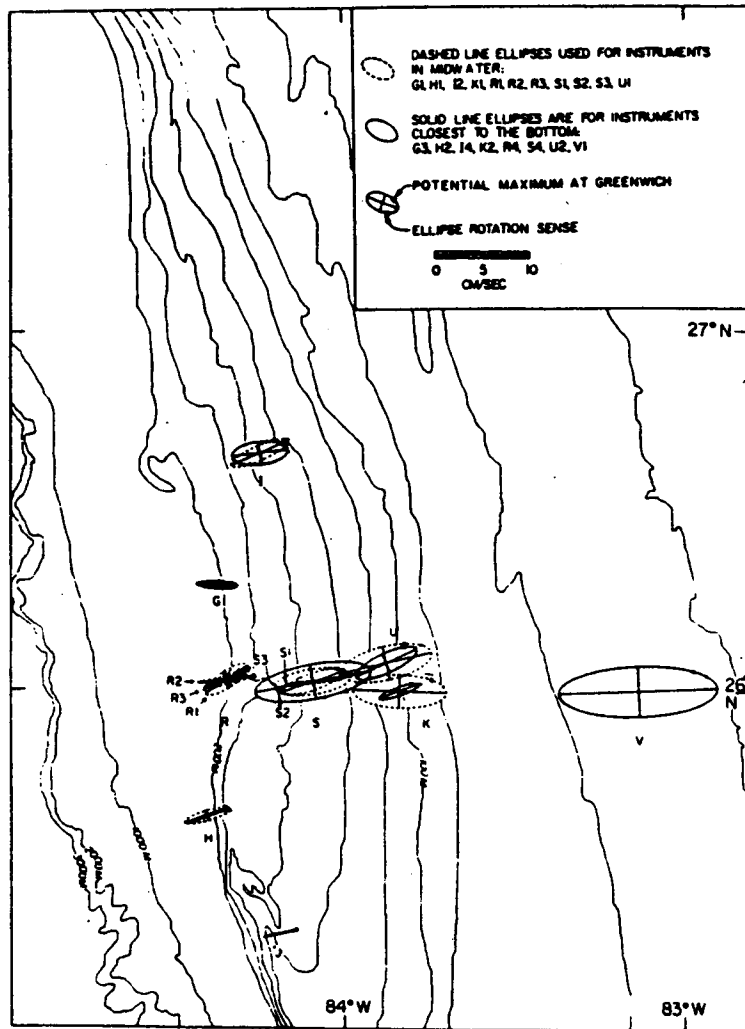 DASHED LINE ELLIPSES USED FOR INSTRUMENTS
IN MIDWATER:
G1, H1, I2, K1, R1, R2, R3, S1, S2, S3, U1
SOLID LINE ELLIPSES ARE FOR INSTRUMENTS
CLOSEST TO THE BOTTOM:
G3, H2, I4, K2, R4, S4, U2, V1
POTENTIAL MAXIMUM AT GREENWICH
ELLIPSE ROTATION SENSE
0 5 10
CM/SEC
27° N
I
G
U
S3
S1
R2
R3
R1
S2
R
S
K
26
N
V
H
J
84° W
83° W